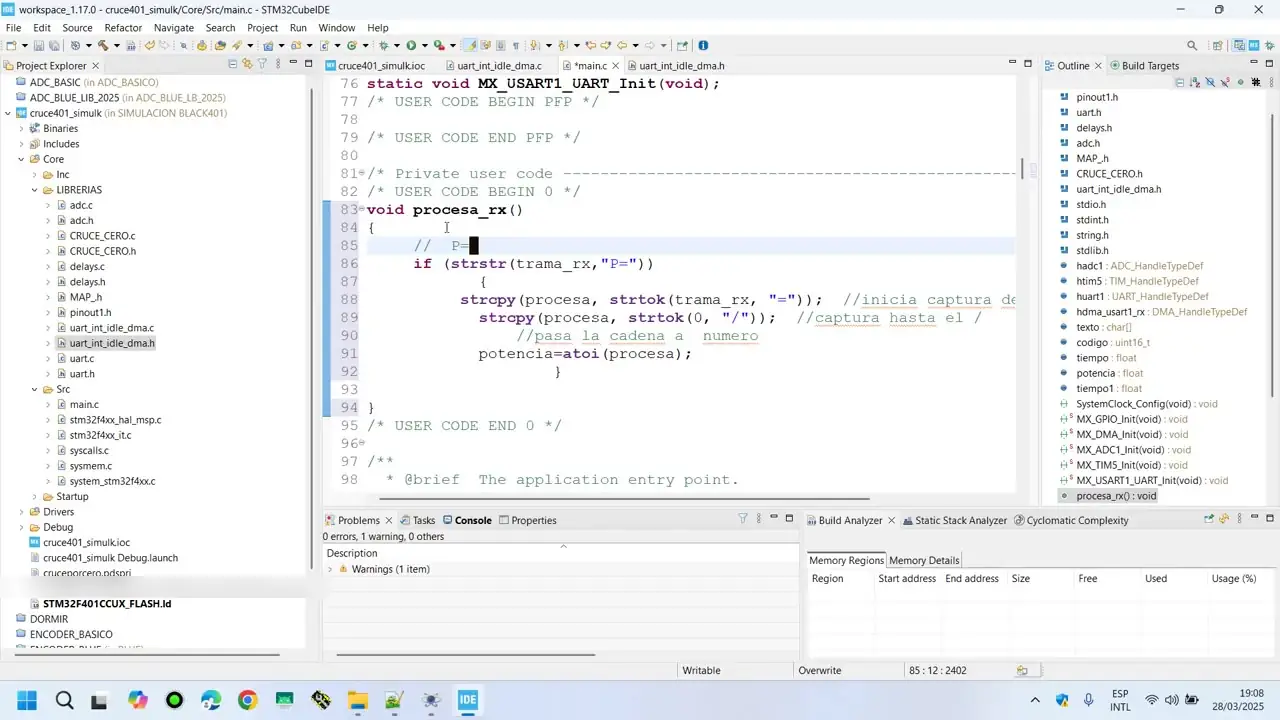 workspace_1.17.0 - cruce401_simulk/Core/Src/main.c - STM32CubeIDE
File Edit Source Refactor Navigate Search Project Run Window Help
Project Explorer
ADC_BASIC (in ADC_BASICO)
ADC_BLUE_LIB_2025 (in ADC_BLUE_LB_2025)
cruce401_simulk (in SIMULACION BLACK401)
Binaries
Includes
Core
Inc
LIBRERIAS
adc.c
adc.h
CRUCE_CERO.c
CRUCE_CERO.h
delays.c
delays.h
MAP_.h
pinout1.h
uart_int_idle_dma.c
uart_int_idle_dma.h
uart.c
uart.h
Src
main.c
stm32f4xx_hal_msp.c
stm32f4xx_it.c
syscalls.c
sysmem.c
system_stm32f4xx.c
Startup
Drivers
Debug
cruce401_simulk.ioc
cruce401_simulk Debug.launch
cruceporcero.pdsprj
STM32F401CCUX_FLASH.ld
DORMIR
ENCODER_BASICO
ENCODER_BLUE (in BLUE)
cruce401_simulk.ioc uart_int_idle_dma.c *main.c uart_int_idle_dma.h
76 static void MX_USART1_UART_Init(void);
77 /* USER CODE BEGIN PFP */
78
79 /* USER CODE END PFP */
80
81 /* Private user code -------------------------------------------------
82 /* USER CODE BEGIN 0 */
83 void procesa_rx()
84 {
85 // P=
86 if (strstr(trama_rx,"P="))
87 {
88 strcpy(procesa, strtok(trama_rx, "=")); //inicia captura de
89 strcpy(procesa, strtok(0, "/")); //captura hasta el /
90 //pasa la cadena a numero
91 potencia=atoi(procesa);
92 }
93
94 }
95 /* USER CODE END 0 */
96
97 /**
98 * @brief The application entry point.
Outline Build Targets
pinout1.h
uart.h
delays.h
adc.h
MAP_.h
CRUCE_CERO.h
uart_int_idle_dma.h
stdio.h
stdint.h
string.h
stdlib.h
hadc1 : ADC_HandleTypeDef
htim5 : TIM_HandleTypeDef
huart1 : UART_HandleTypeDef
hdma_usart1_rx : DMA_HandleTypeDef
texto : char[]
codigo : uint16_t
tiempo : float
potencia : float
tiempo1 : float
SystemClock_Config(void) : void
MX_GPIO_Init(void) : void
MX_DMA_Init(void) : void
MX_ADC1_Init(void) : void
MX_TIM5_Init(void) : void
MX_USART1_UART_Init(void) : void
procesa_rx() : void
Problems Tasks Console Properties
0 errors, 1 warning, 0 others
Description
Warnings (1 item)
Build Analyzer Static Stack Analyzer Cyclomatic Complexity
Memory Regions Memory Details
Region Start address End address Size Free Used Usage (%)
Writable Overwrite 85 : 12 : 2402
IDE
ESP
INTL
19:08
28/03/2025